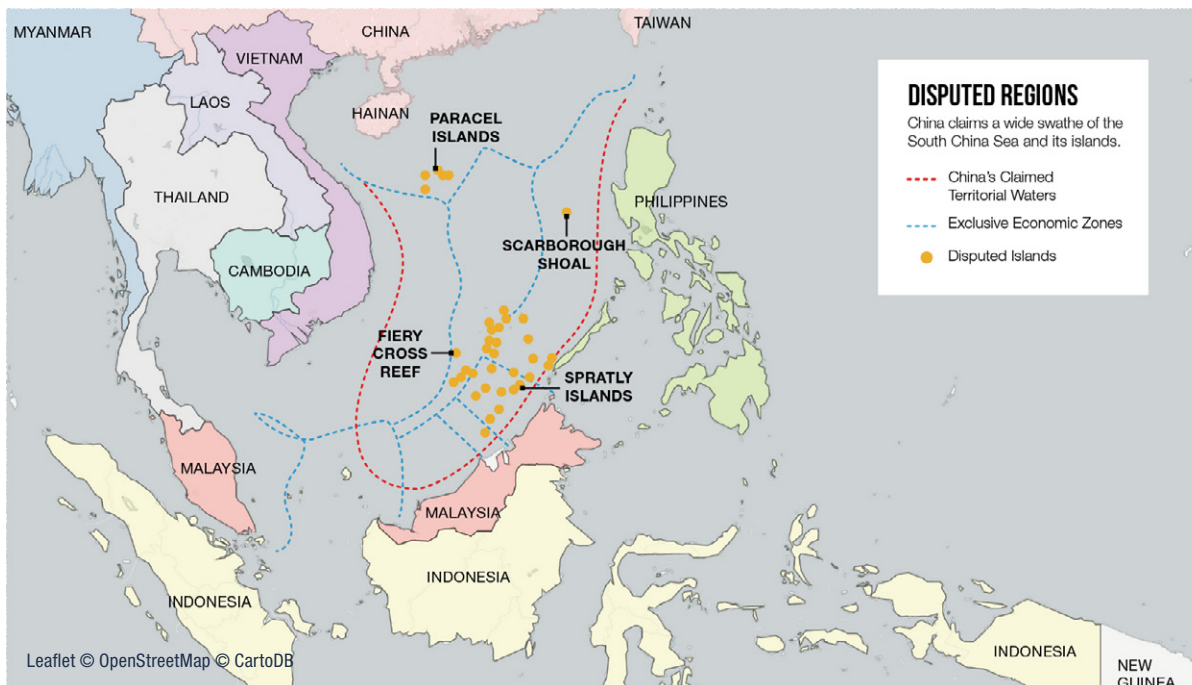 MYANMAR
CHINA
TAIWAN
VIETNAM
LAOS
HAINAN
PARACEL
ISLANDS
THAILAND
PHILIPPINES
SCARBOROUGH
SHOAL
CAMBODIA
FIERY
CROSS
REEF
SPRATLY
ISLANDS
MALAYSIA
MALAYSIA
INDONESIA
INDONESIA
INDONESIA
NEW
GUINEA
DISPUTED REGIONS
China claims a wide swathe of the
South China Sea and its islands.
China's Claimed
Territorial Waters
Exclusive Economic Zones
Disputed Islands
Leaflet © OpenStreetMap © CartoDB